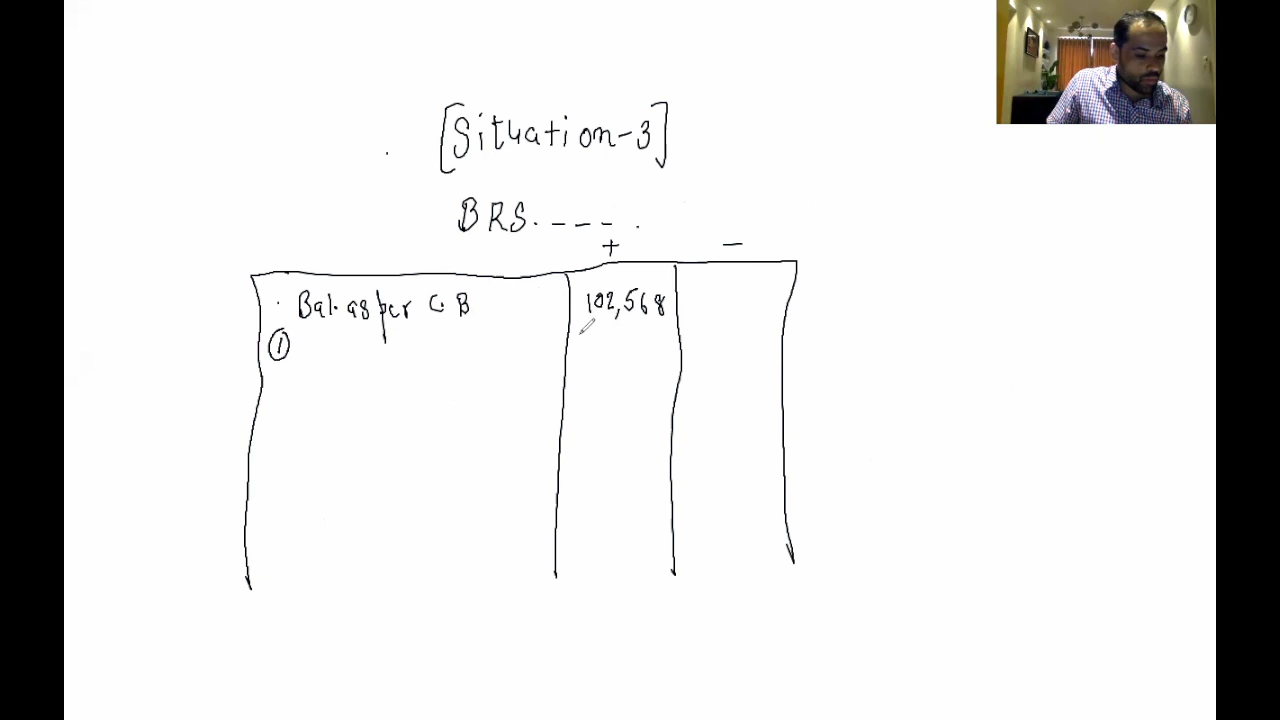 [Situation-3]
BRS. - - - .
+ -
Bal. as per C.B 102,568
①